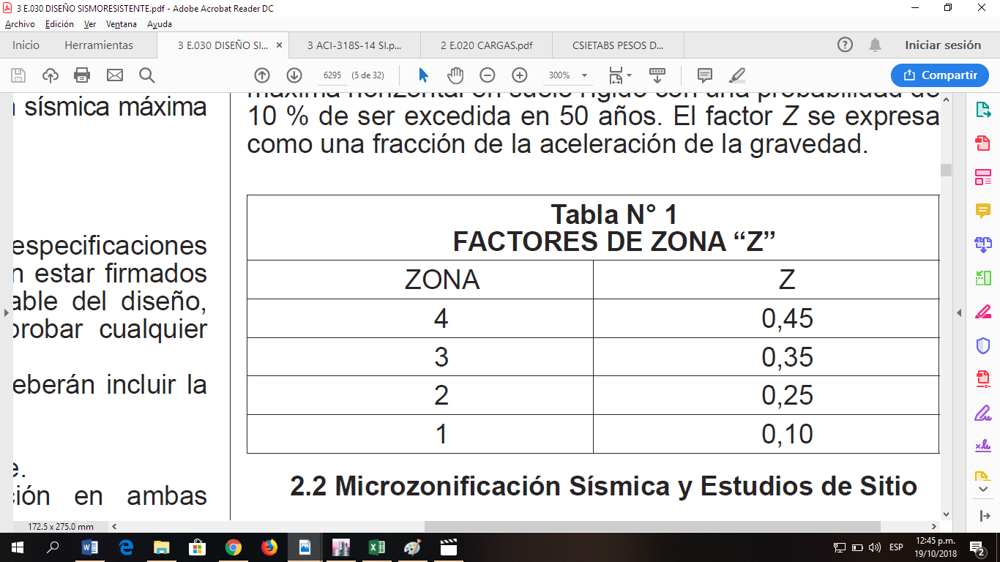 3 E.030 DISEÑO SISMORESISTENTE.pdf - Adobe Acrobat Reader DC
Archivo Edición Ver Ventana Ayuda
Inicio Herramientas 3 E.030 DISEÑO SI... × 3 ACI-318S-14 SI.p... 2 E.020 CARGAS.pdf CSIETABS PESOS D... Iniciar sesión
6295 (5 de 32) 300% Compartir
sísmica máxima
máxima horizontal en suelo rígido con una probabilidad de
10 % de ser excedida en 50 años. El factor Z se expresa
como una fracción de la aceleración de la gravedad.
especificaciones
n estar firmados
able del diseño,
probar cualquier
eberán incluir la
e.
ción en ambas
Tabla N° 1
FACTORES DE ZONA “Z”
ZONA Z
4 0,45
3 0,35
2 0,25
1 0,10
2.2 Microzonificación Sísmica y Estudios de Sitio
172.5 x 275.0 mm
ESP 12:45 p.m.
19/10/2018 2